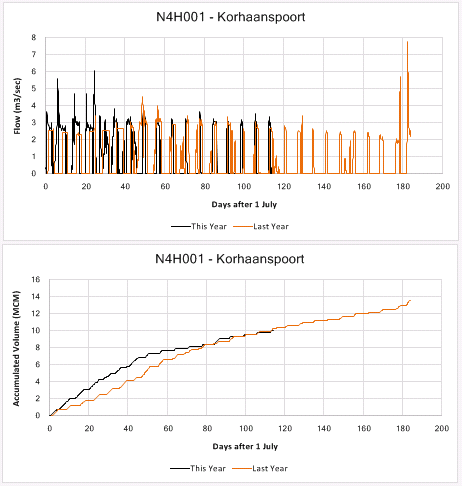 N4H001 - Korhaanspoort
8
7
6
5
4
3
2
1
0
Flow (m3/sec)
0 20 40 60 80 100 120 140 160 180 200
Days after 1 July
This Year Last Year
N4H001 - Korhaanspoort
16
14
12
10
8
6
4
2
0
Accumulated Volume (MCM)
0 20 40 60 80 100 120 140 160 180 200
Days after 1 July
This Year Last Year